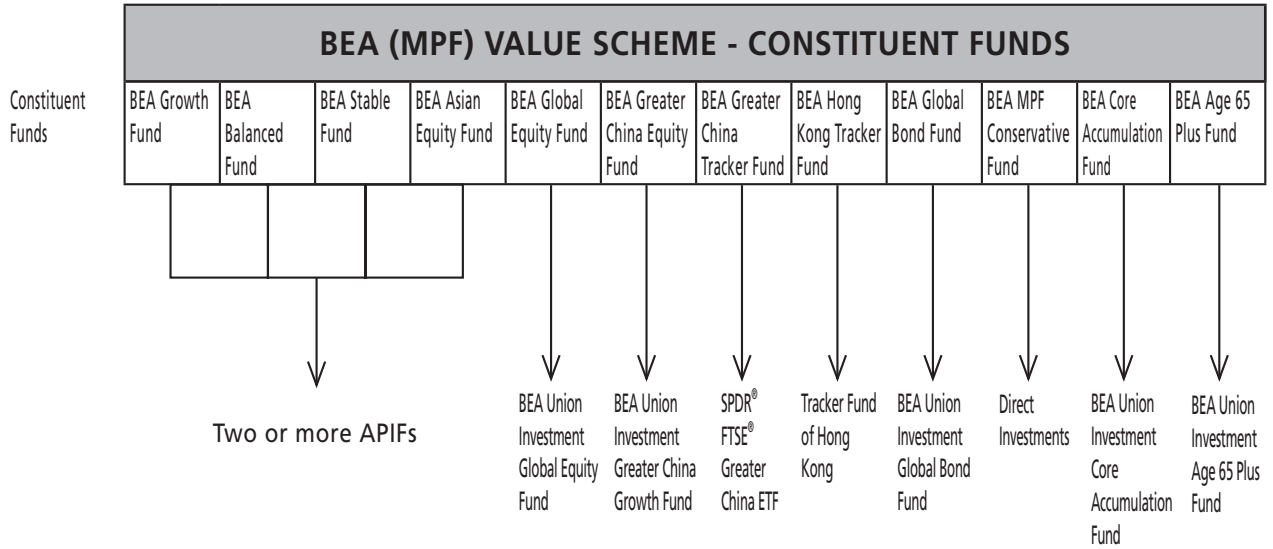 BEA (MPF) VALUE SCHEME - CONSTITUENT FUNDS
Constituent
Funds
BEA Growth
Fund
BEA
Balanced
Fund
BEA Stable
Fund
BEA Asian
Equity Fund
BEA Global
Equity Fund
BEA Greater
China Equity
Fund
BEA Greater
China
Tracker Fund
BEA Hong
Kong Tracker
Fund
BEA Global
Bond Fund
BEA MPF
Conservative
Fund
BEA Core
Accumulation
Fund
BEA Age 65
Plus Fund
Two or more APIFs
BEA Union
Investment
Global Equity
Fund
BEA Union
Investment
Greater China
Growth Fund
SPDR®
FTSE®
Greater
China ETF
Tracker Fund
of Hong
Kong
BEA Union
Investment
Global Bond
Fund
Direct
Investments
BEA Union
Investment
Core
Accumulation
Fund
BEA Union
Investment
Age 65 Plus
Fund